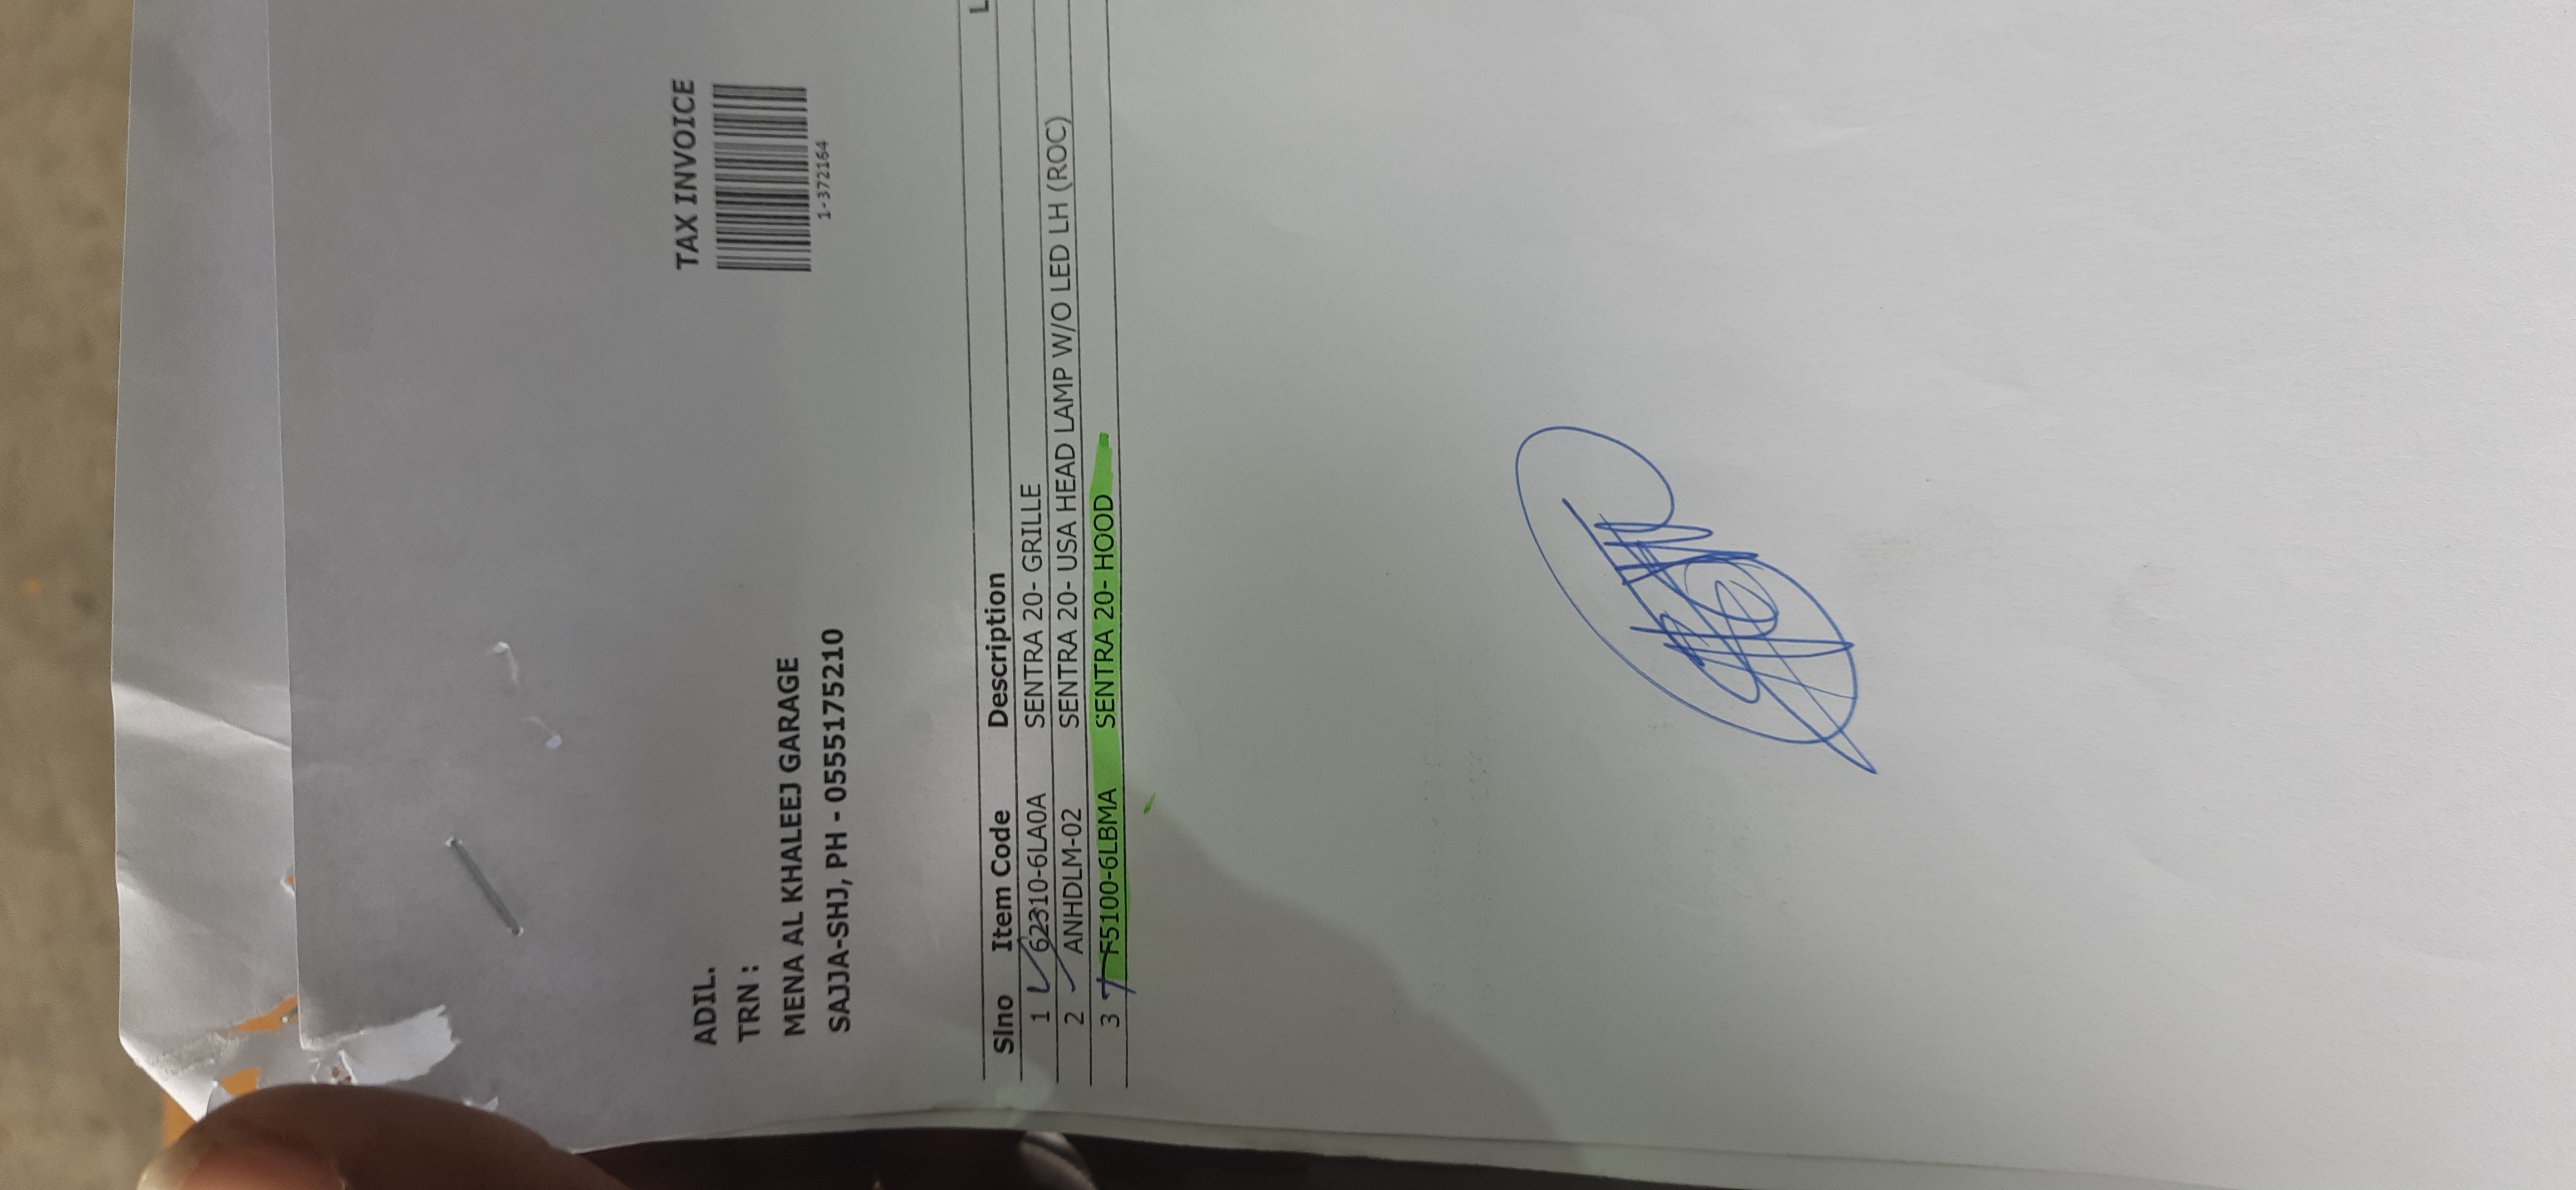 TAX INVOICE
1-372164
ADIL.
TRN :
MENA AL KHALEEJ GARAGE
SAJJA-SHJ, PH - 0555175210
Slno Item Code Description L
1 62310-6LA0A SENTRA 20- GRILLE
2 ANHDLM-02 SENTRA 20- USA HEAD LAMP W/O LED LH (ROC)
3 F5100-6LBMA SENTRA 20- HOOD